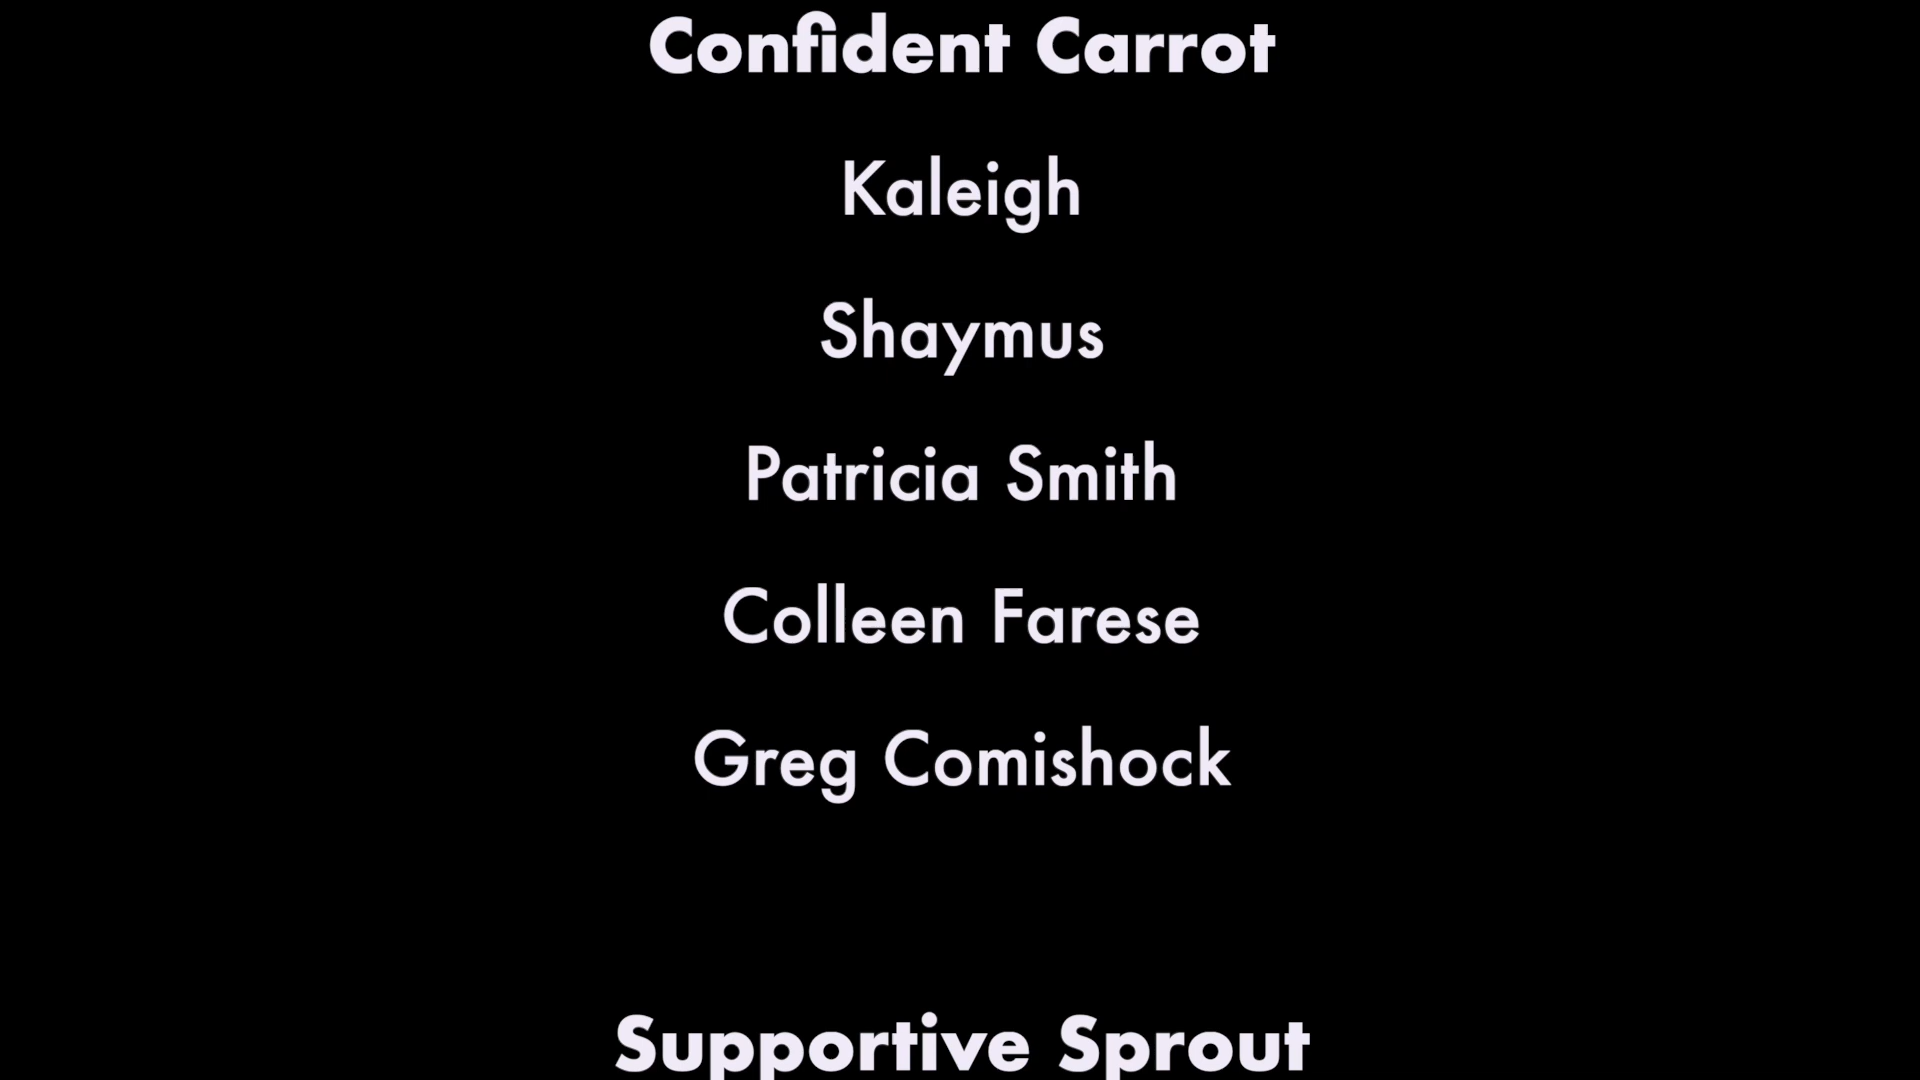 Confident Carrot
Kaleigh
Shaymus
Patricia Smith
Colleen Farese
Greg Comishock
Supportive Sprout